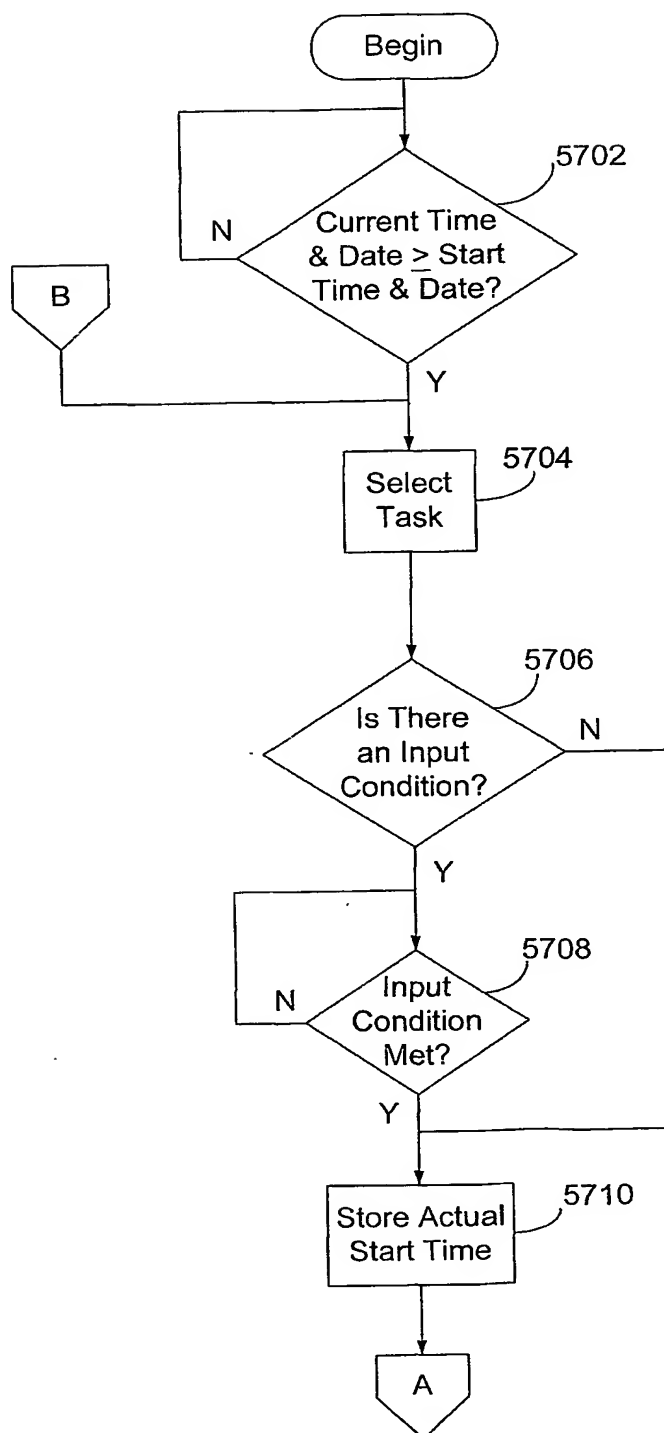 Begin
5702
N
Current Time
& Date ≥ Start
Time & Date?
B
Y
5704
Select
Task
5706
Is There
an Input
Condition?
N
Y
5708
N
Input
Condition
Met?
Y
5710
Store Actual
Start Time
A